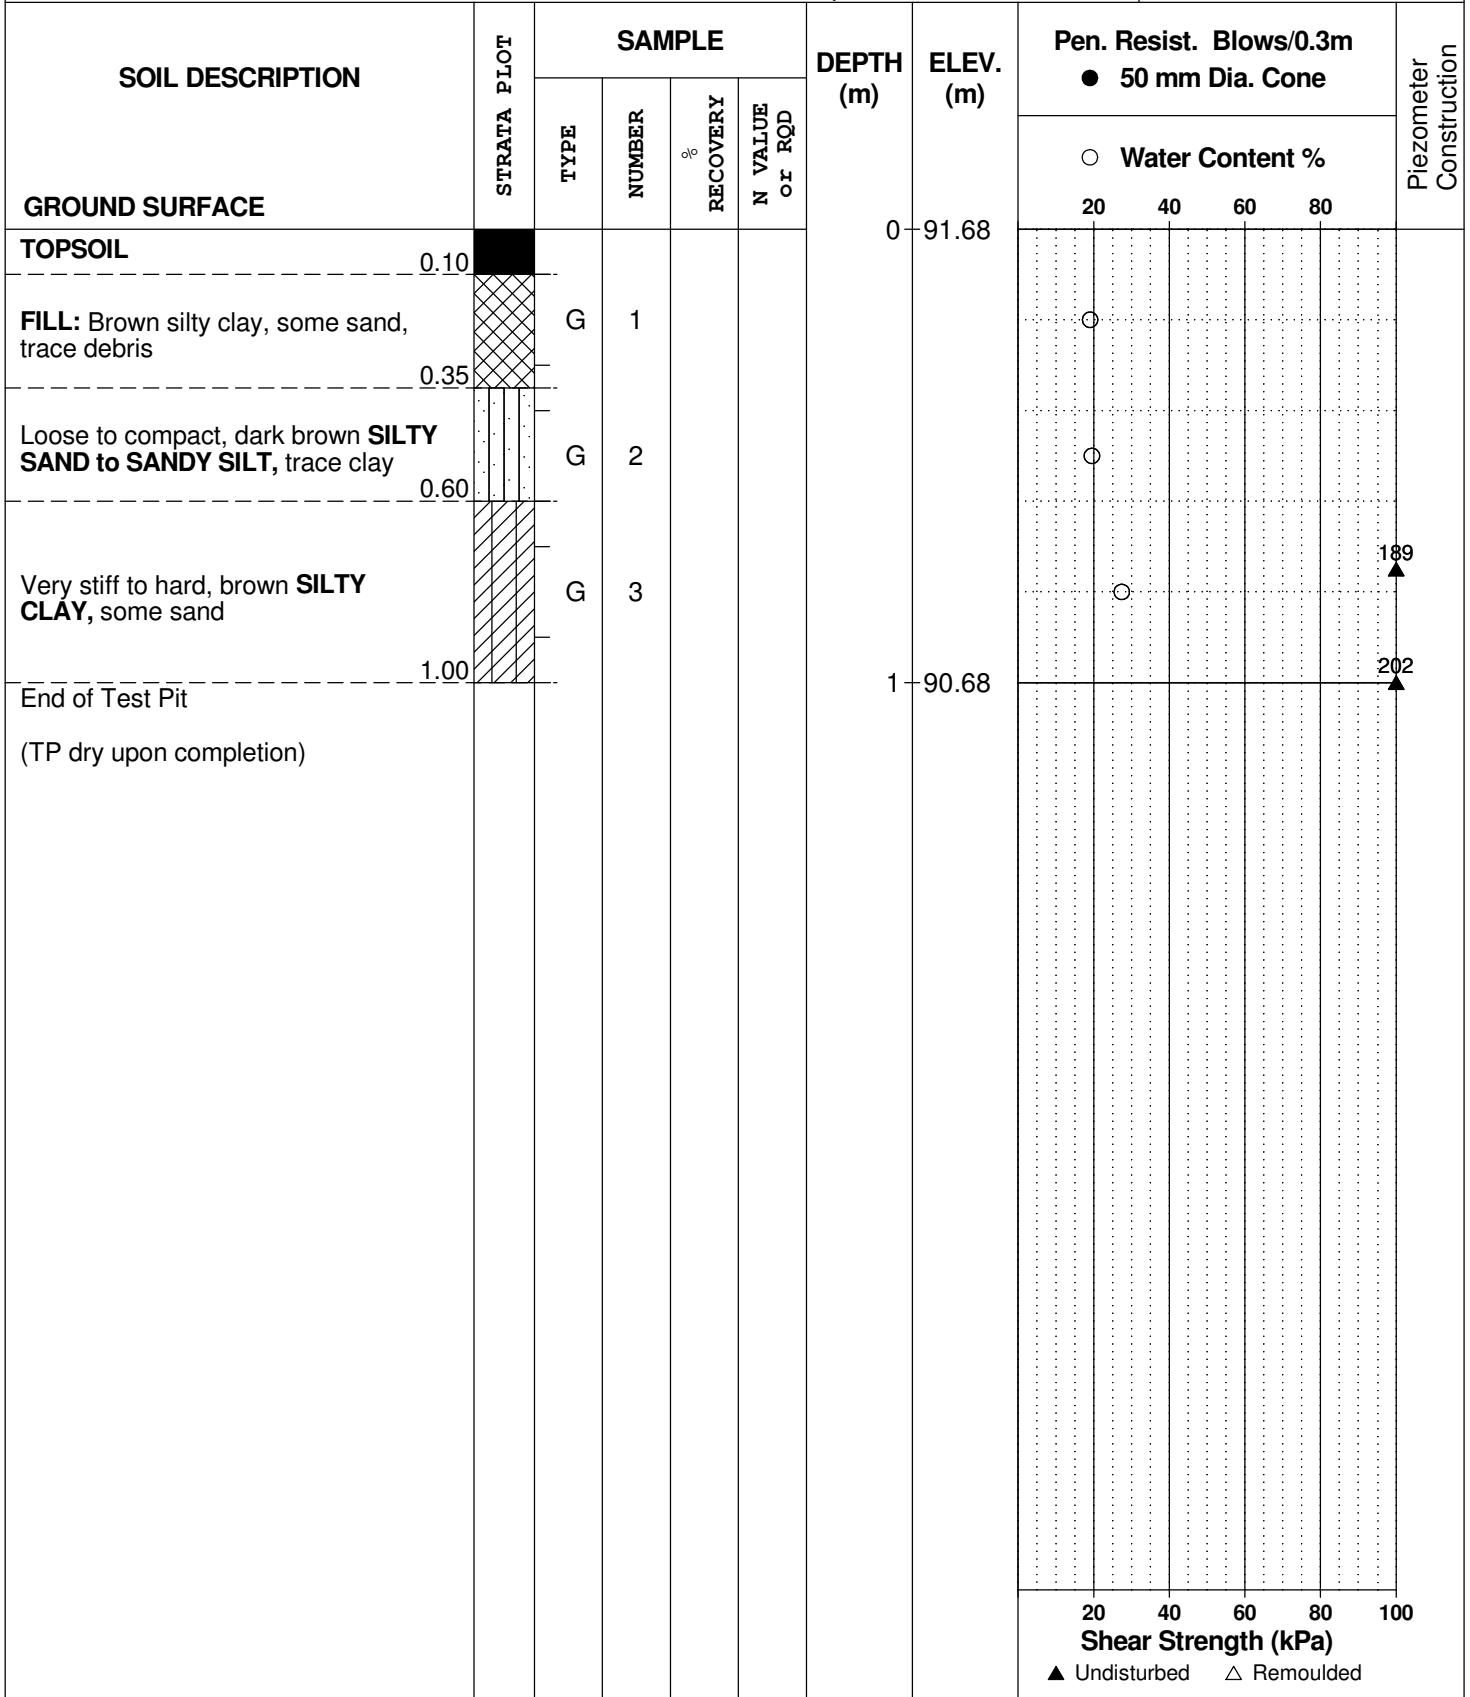 SOIL DESCRIPTION
GROUND SURFACE
STRATA PLOT
SAMPLE
TYPE
NUMBER
%
RECOVERY
N VALUE
or RQD
DEPTH
(m)
ELEV.
(m)
Pen. Resist. Blows/0.3m
● 50 mm Dia. Cone
○ Water Content %
20 40 60 80
Piezometer
Construction
0 91.68
TOPSOIL
0.10
FILL: Brown silty clay, some sand,
trace debris
G 1
0.35
Loose to compact, dark brown SILTY
SAND to SANDY SILT, trace clay
G 2
0.60
189
Very stiff to hard, brown SILTY
CLAY, some sand
G 3
202
1.00
1 90.68
End of Test Pit
(TP dry upon completion)
20 40 60 80 100
Shear Strength (kPa)
▲ Undisturbed △ Remoulded